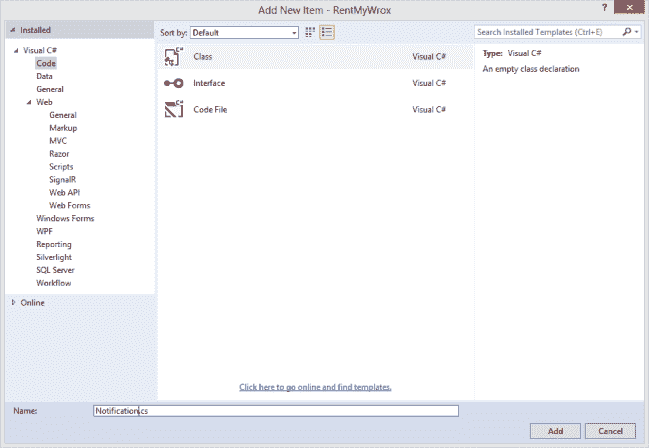 Add New Item - RentMyWrox
? ×
Installed
Sort by: Default
Search Installed Templates (Ctrl+E)
Visual C#
Code
Data
General
Web
General
Markup
MVC
Razor
Scripts
SignalR
Web API
Web Forms
Windows Forms
WPF
Reporting
Silverlight
SQL Server
Workflow
Online
C#
Class Visual C#
Interface Visual C#
C#
Code File Visual C#
Type: Visual C#
An empty class declaration
Click here to go online and find templates.
Name: Notification.cs
Add Cancel